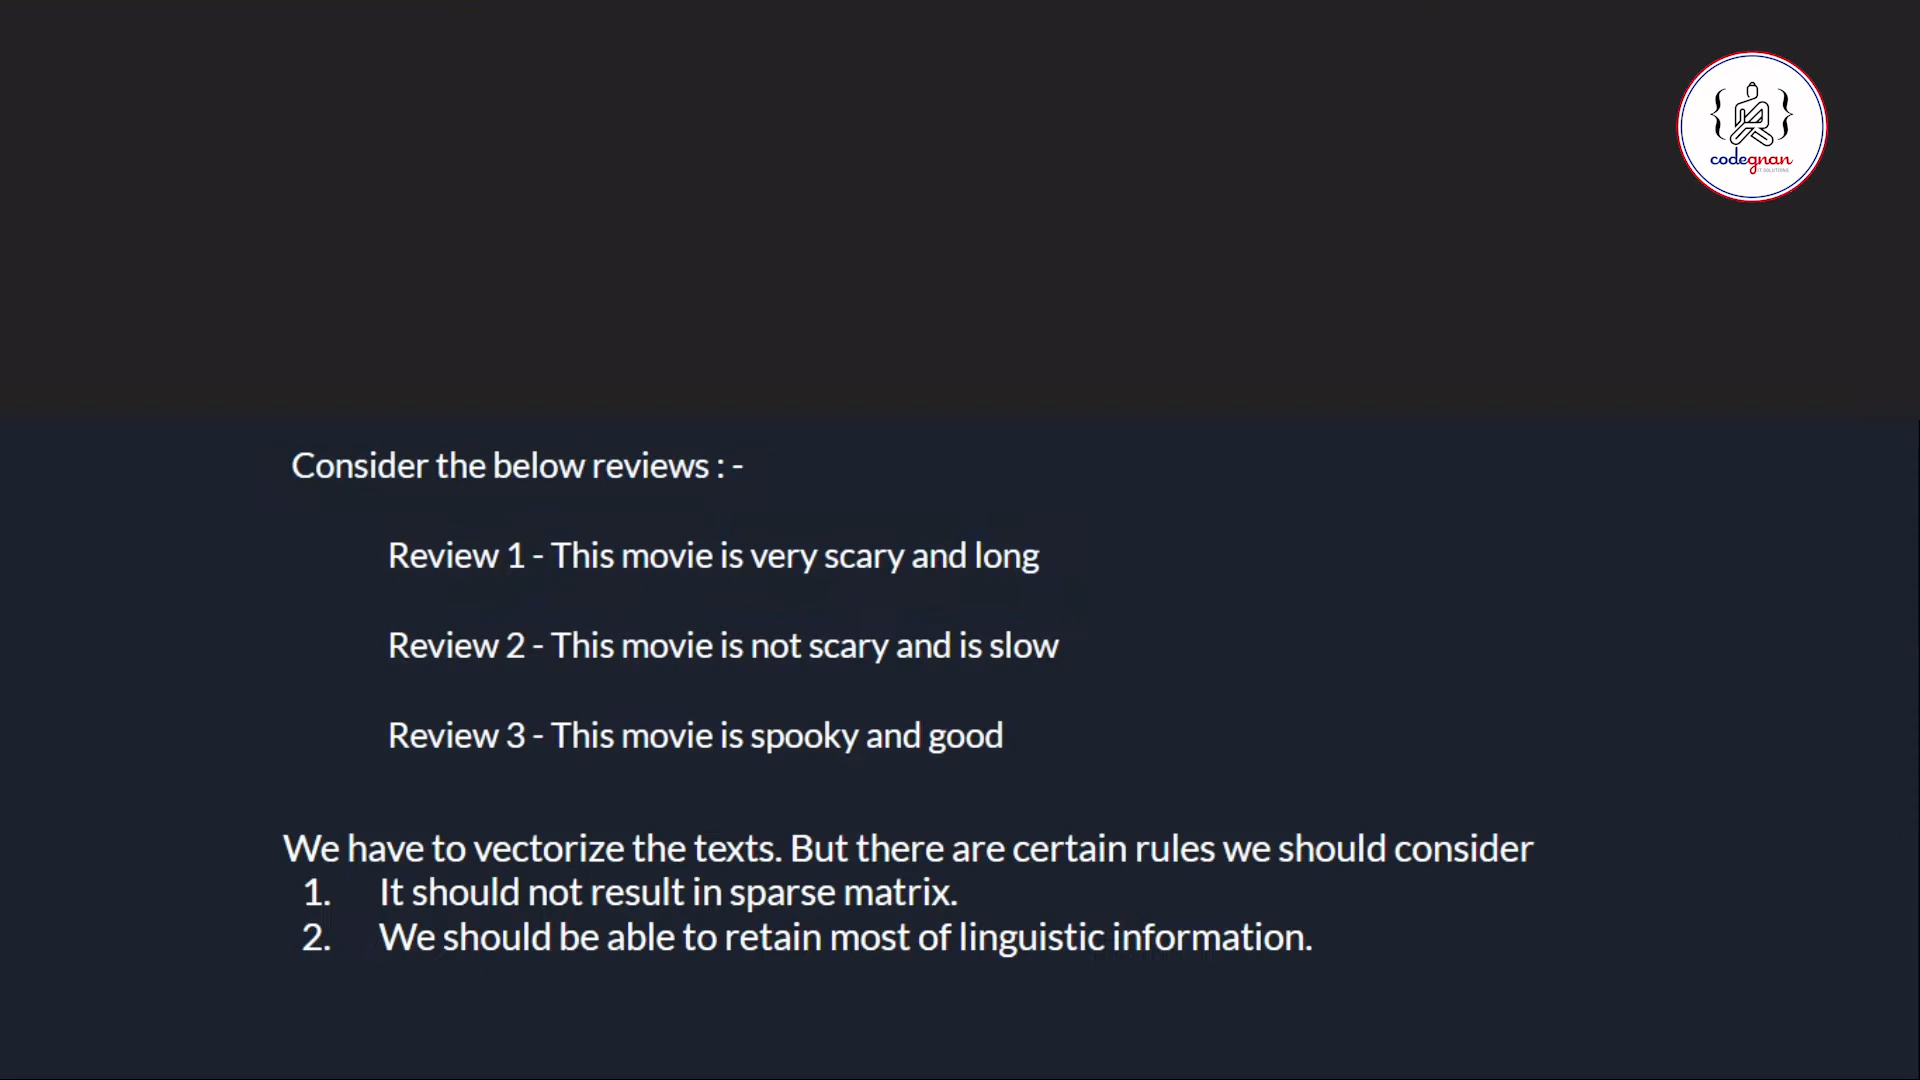 codegnan
IT SOLUTIONS
Consider the below reviews : -
Review 1 - This movie is very scary and long
Review 2 - This movie is not scary and is slow
Review 3 - This movie is spooky and good
We have to vectorize the texts. But there are certain rules we should consider
1. It should not result in sparse matrix.
2. We should be able to retain most of linguistic information.